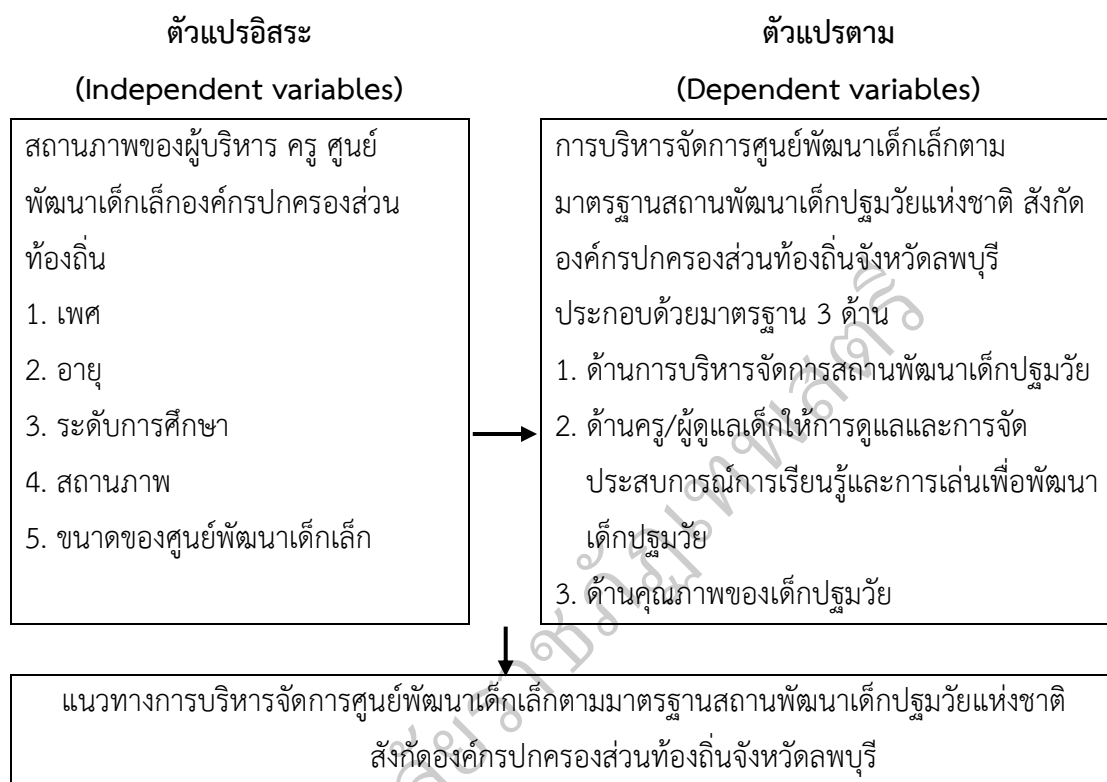 ตัวแปรอิสระ
(Independent variables)
สถานภาพของผู้บริหาร ครู ศูนย์
พัฒนาเด็กเล็กองค์กรปกครองส่วน
ท้องถิ่น
1. เพศ
2. อายุ
3. ระดับการศึกษา
4. สถานภาพ
5. ขนาดของศูนย์พัฒนาเด็กเล็ก
ตัวแปรตาม
(Dependent variables)
การบริหารจัดการศูนย์พัฒนาเด็กเล็กตาม
มาตรฐานสถานพัฒนาเด็กปฐมวัยแห่งชาติ สังกัด
องค์กรปกครองส่วนท้องถิ่นจังหวัดลพบุรี
ประกอบด้วยมาตรฐาน 3 ด้าน
1. ด้านการบริหารจัดการสถานพัฒนาเด็กปฐมวัย
2. ด้านครู/ผู้ดูแลเด็กให้การดูแลและการจัด
ประสบการณ์การเรียนรู้และการเล่นเพื่อพัฒนา
เด็กปฐมวัย
3. ด้านคุณภาพของเด็กปฐมวัย
แนวทางการบริหารจัดการศูนย์พัฒนาเด็กเล็กตามมาตรฐานสถานพัฒนาเด็กปฐมวัยแห่งชาติ
สังกัดองค์กรปกครองส่วนท้องถิ่นจังหวัดลพบุรี
ราชภัฏเทพสตรี